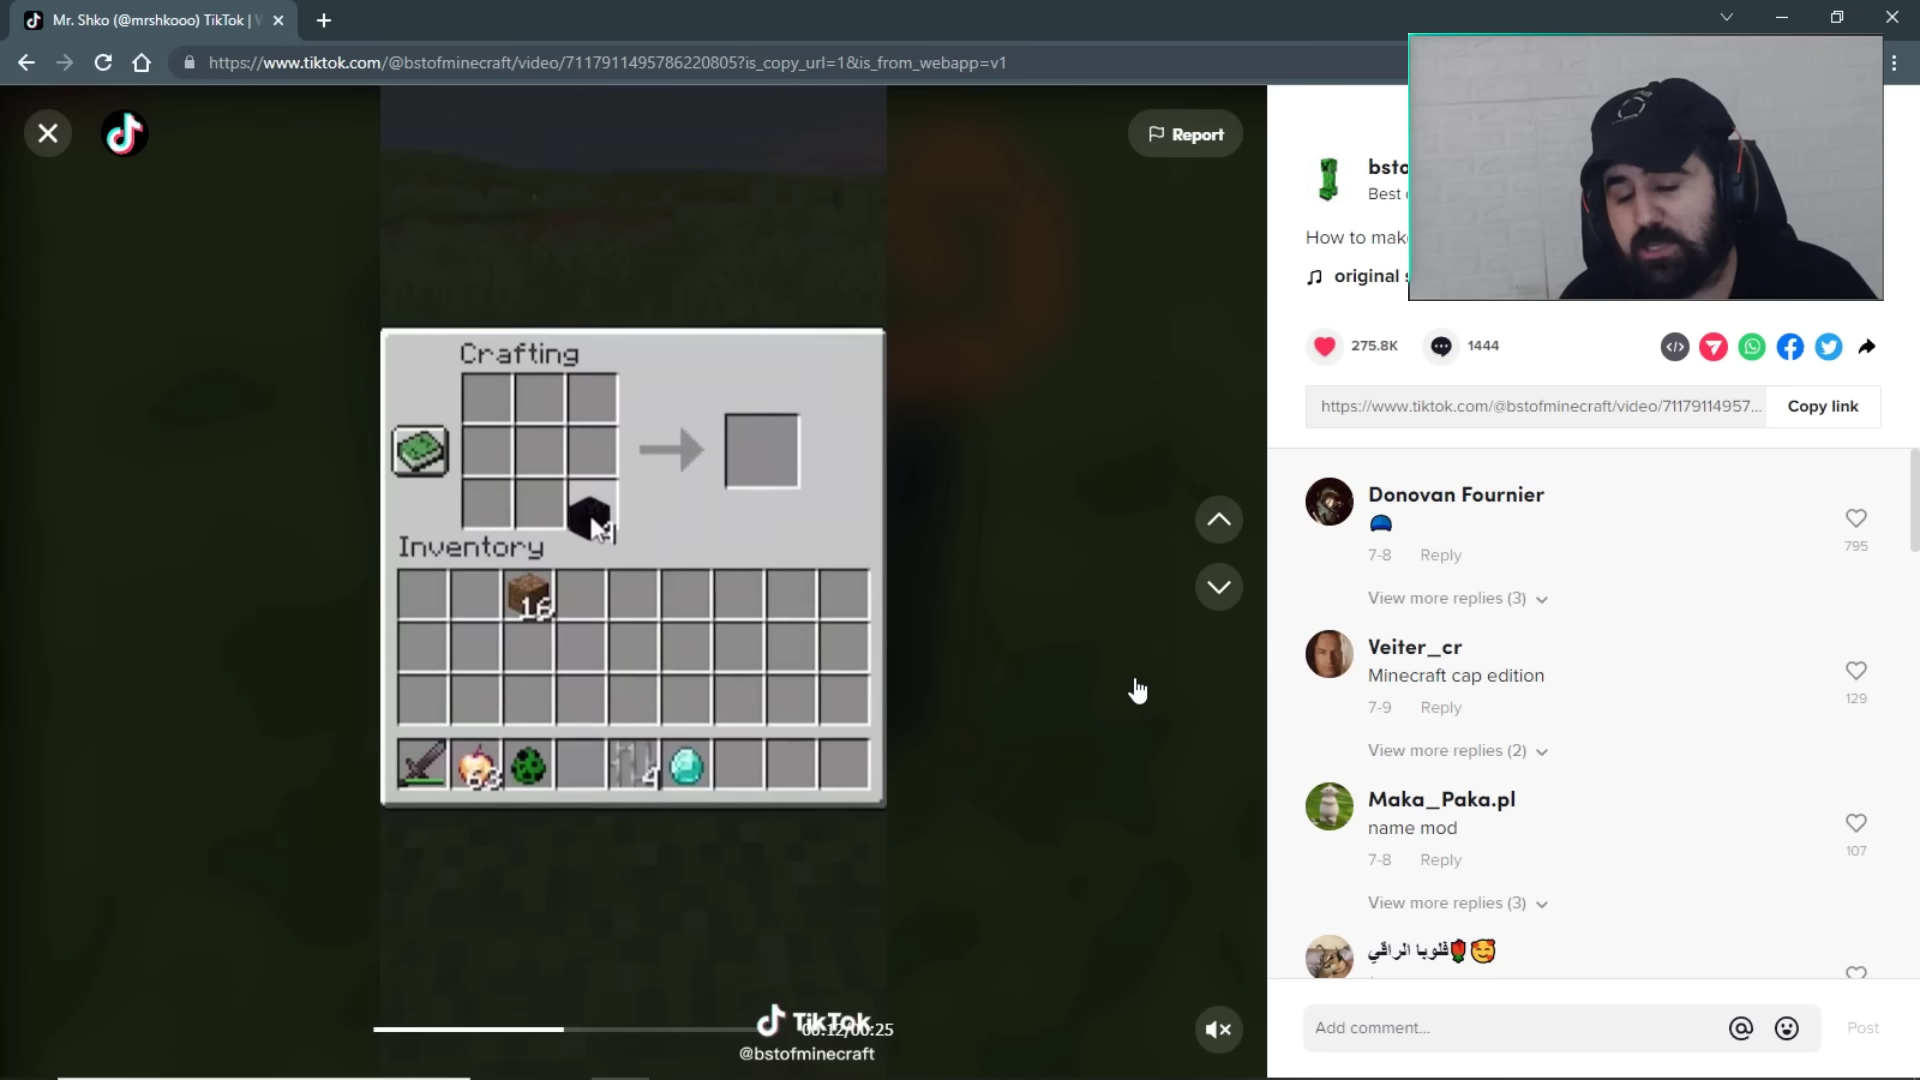 Mr. Shko (@mrshkooo) TikTok |
https://www.tiktok.com/@bstofminecraft/video/7117911495786220805?is_copy_url=1&is_from_webapp=v1
Report
bsto
Best
How to mak
original
275.8K
1444
https://www.tiktok.com/@bstofminecraft/video/71179114957...
Copy link
Crafting
Inventory
16
63
4
Donovan Fournier
795
7-8 Reply
View more replies (3)
Veiter_cr
Minecraft cap edition
129
7-9 Reply
View more replies (2)
Maka_Paka.pl
name mod
107
7-8 Reply
View more replies (3)
قلوبا الراقي
TikTok
00:12/00:25
@bstofminecraft
Add comment...
Post